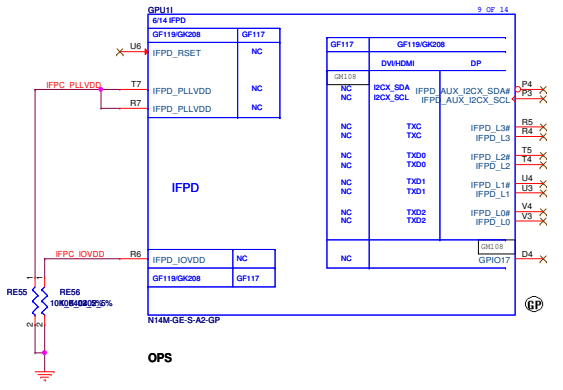 GPU1I
9 OF 14
6/14 IFPD
GF119/GK208 GF117
U6 IFPD_RSET NC
IFPC_PLLVDD T7 IFPD_PLLVDD NC
R7 IFPD_PLLVDD NC
GF117 GF119/GK208
DVI/HDMI DP
GM108
NC I2CX_SDA IFPD_AUX_I2CX_SDA# P4
NC I2CX_SCL IFPD_AUX_I2CX_SCL P3
NC TXC IFPD_L3# R5
NC TXC IFPD_L3 R4
NC TXD0 IFPD_L2# T5
NC TXD0 IFPD_L2 T4
NC TXD1 IFPD_L1# U4
NC TXD1 IFPD_L1 U3
NC TXD2 IFPD_L0# V4
NC TXD2 IFPD_L0 V3
IFPD
GM108
NC GPIO17 D4
IFPC_IOVDD R6 IFPD_IOVDD NC
GF119/GK208 GF117
1 1
RE55 RE56
2 2
N14M-GE-S-A2-GP
GP
OPS